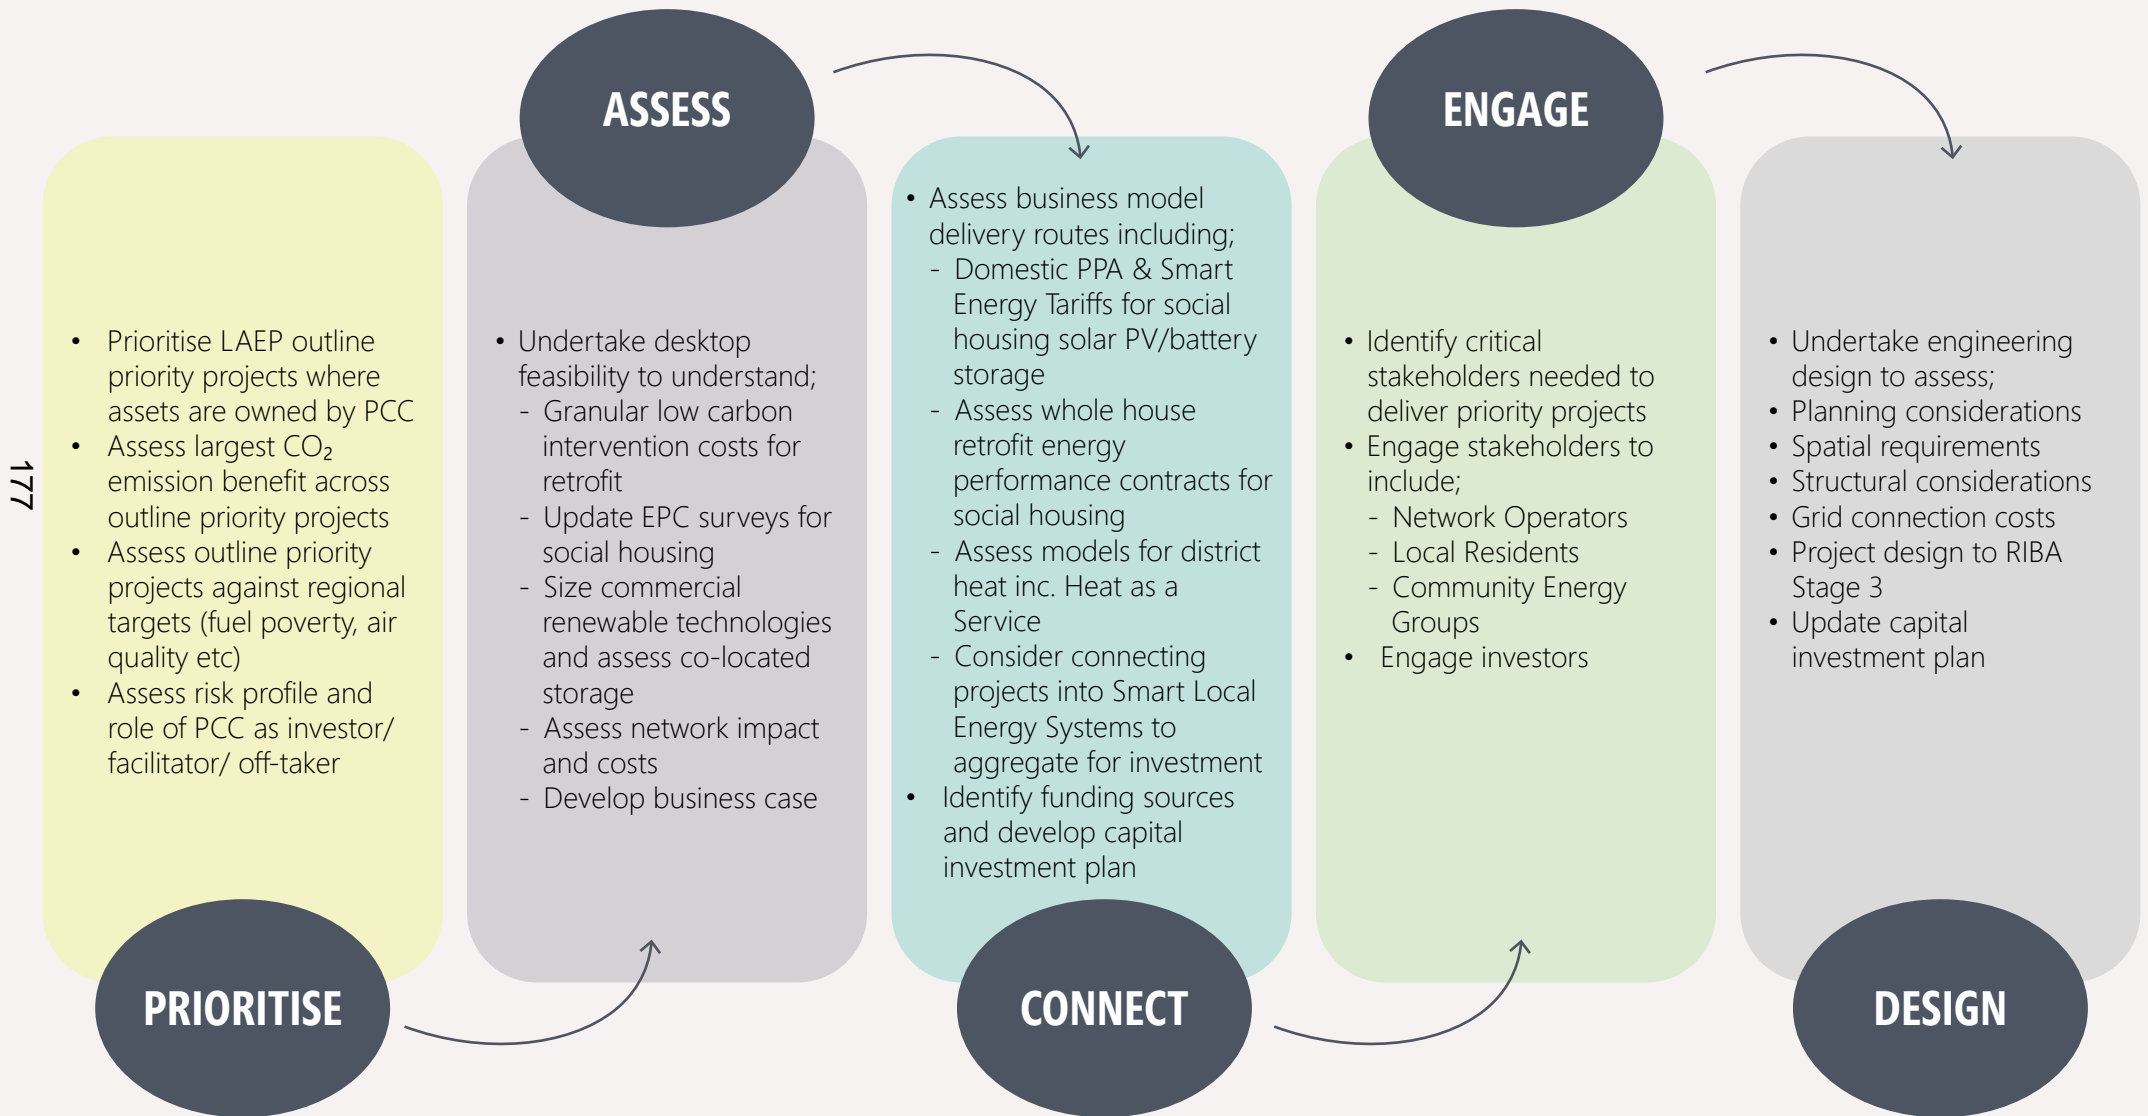 177
PRIORITISE
• Prioritise LAEP outline
priority projects where
assets are owned by PCC
• Assess largest CO₂
emission benefit across
outline priority projects
• Assess outline priority
projects against regional
targets (fuel poverty, air
quality etc)
• Assess risk profile and
role of PCC as investor/
facilitator/ off-taker
ASSESS
• Undertake desktop
feasibility to understand;
- Granular low carbon
intervention costs for
retrofit
- Update EPC surveys for
social housing
- Size commercial
renewable technologies
and assess co-located
storage
- Assess network impact
and costs
- Develop business case
CONNECT
• Assess business model
delivery routes including;
- Domestic PPA & Smart
Energy Tariffs for social
housing solar PV/battery
storage
- Assess whole house
retrofit energy
performance contracts for
social housing
- Assess models for district
heat inc. Heat as a
Service
- Consider connecting
projects into Smart Local
Energy Systems to
aggregate for investment
• Identify funding sources
and develop capital
investment plan
ENGAGE
• Identify critical
stakeholders needed to
deliver priority projects
• Engage stakeholders to
include;
- Network Operators
- Local Residents
- Community Energy
Groups
• Engage investors
DESIGN
• Undertake engineering
design to assess;
• Planning considerations
• Spatial requirements
• Structural considerations
• Grid connection costs
• Project design to RIBA
Stage 3
• Update capital
investment plan